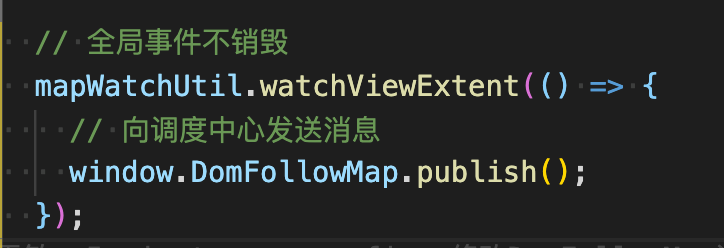 // 全局事件不销毁
mapWatchUtil.watchViewExtent(() => {
// 向调度中心发送消息
window.DomFollowMap.publish();
});